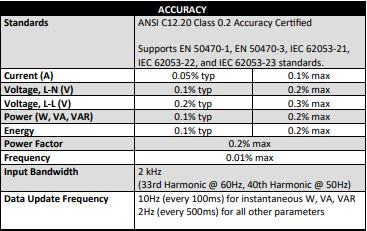 ACCURACY
Standards ANSI C12.20 Class 0.2 Accuracy Certified
Supports EN 50470-1, EN 50470-3, IEC 62053-21,
IEC 62053-22, and IEC 62053-23 standards.
Current (A) 0.05% typ 0.1% max
Voltage, L-N (V) 0.1% typ 0.2% max
Voltage, L-L (V) 0.2% typ 0.3% max
Power (W, VA, VAR) 0.1% typ 0.2% max
Energy 0.1% typ 0.2% max
Power Factor 0.2% max
Frequency 0.01% max
Input Bandwidth 2 kHz
(33rd Harmonic @ 60Hz, 40th Harmonic @ 50Hz)
Data Update Frequency 10Hz (every 100ms) for instantaneous W, VA, VAR
2Hz (every 500ms) for all other parameters